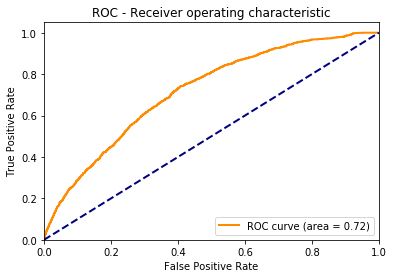 ROC - Receiver operating characteristic
1.0
0.8
0.6
0.4
0.2
0.0
True Positive Rate
ROC curve (area = 0.72)
0.0 0.2 0.4 0.6 0.8 1.0
False Positive Rate